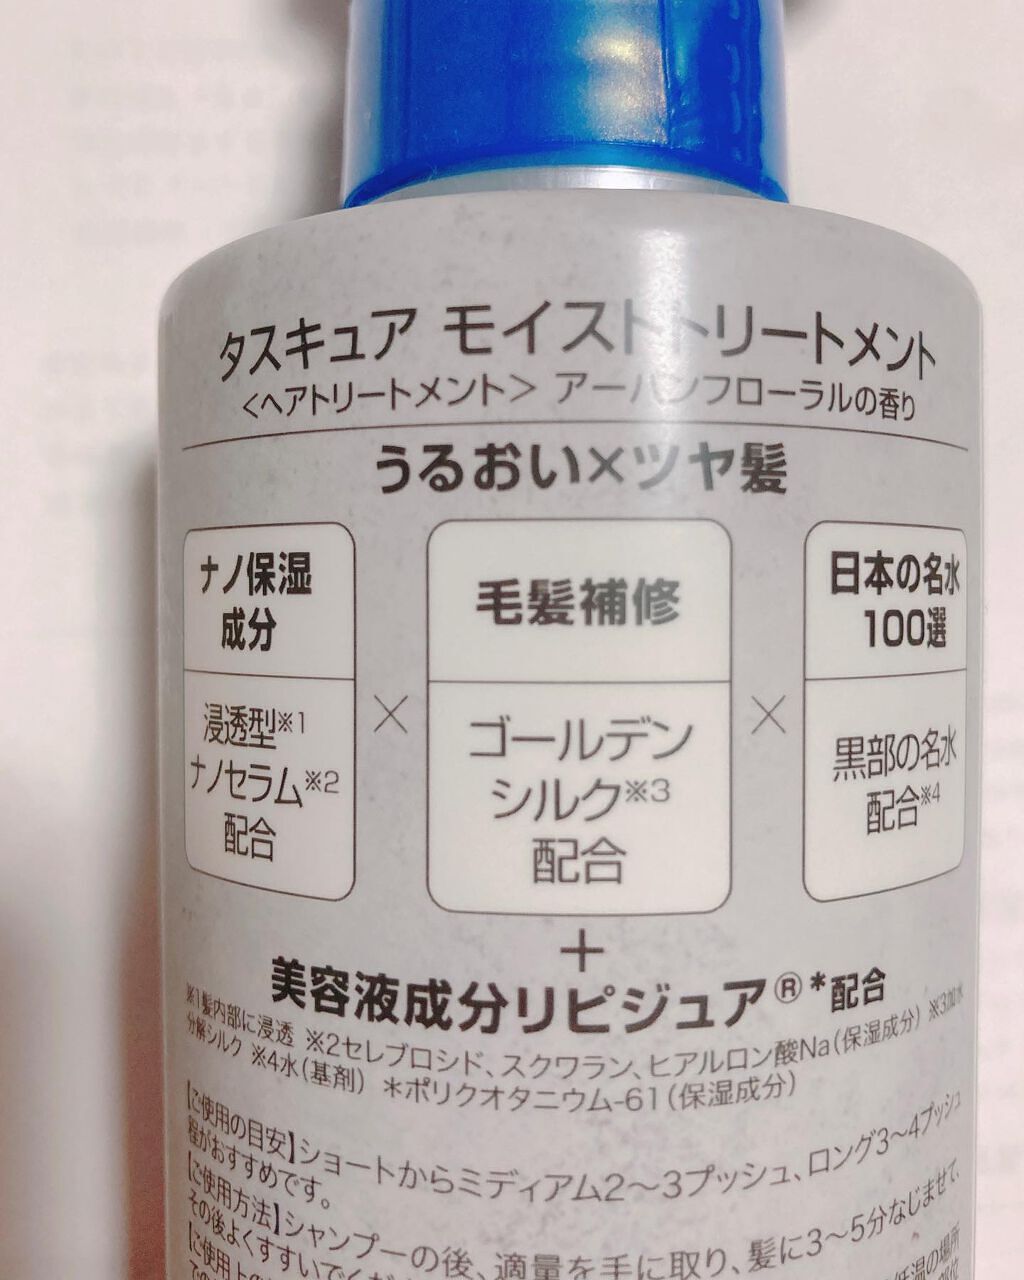 タスキュア モイストトリートメント
<ヘアトリートメント> アーバンフローラルの香り
うるおい×ツヤ髪
ナノ保湿
成分
浸透型※1
ナノセラム※2
配合
×
毛髪補修
ゴールデン
シルク※3
配合
×
日本の名水
100選
黒部の名水
配合※4
+
美容液成分リピジュア®*配合
※1髪内部に浸透 ※2セレブロシド、スクワラン、ヒアルロン酸Na(保湿成分) ※3加水
分解シルク ※4水(基剤) *ポリクオタニウム-61(保湿成分)
【ご使用の目安】ショートからミディアム2〜3プッシュ、ロング3〜4プッシュ
程がおすすめです。
【ご使用方法】シャンプーの後、適量を手に取り、髪に3〜5分なじませて、
その後よくすすいでくだ
【ご使用上の 低温の場所